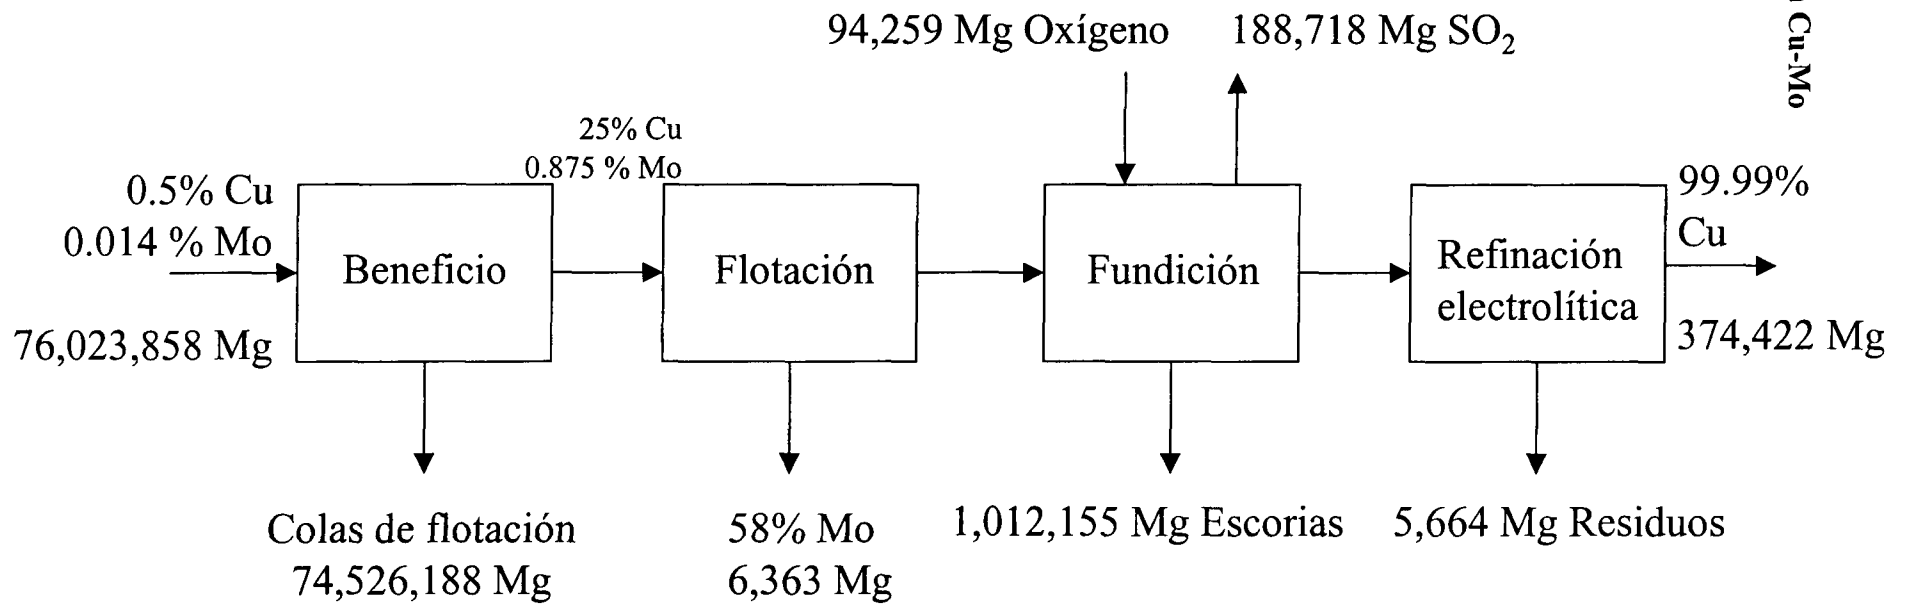 94,259 Mg Oxígeno
188,718 Mg SO₂
Cu-Mo
25% Cu
0.875 % Mo
0.5% Cu
0.014 % Mo
76,023,858 Mg
Beneficio
Flotación
Fundición
Refinación
electrolítica
99.99%
Cu
374,422 Mg
Colas de flotación
74,526,188 Mg
58% Mo
6,363 Mg
1,012,155 Mg Escorias
5,664 Mg Residuos